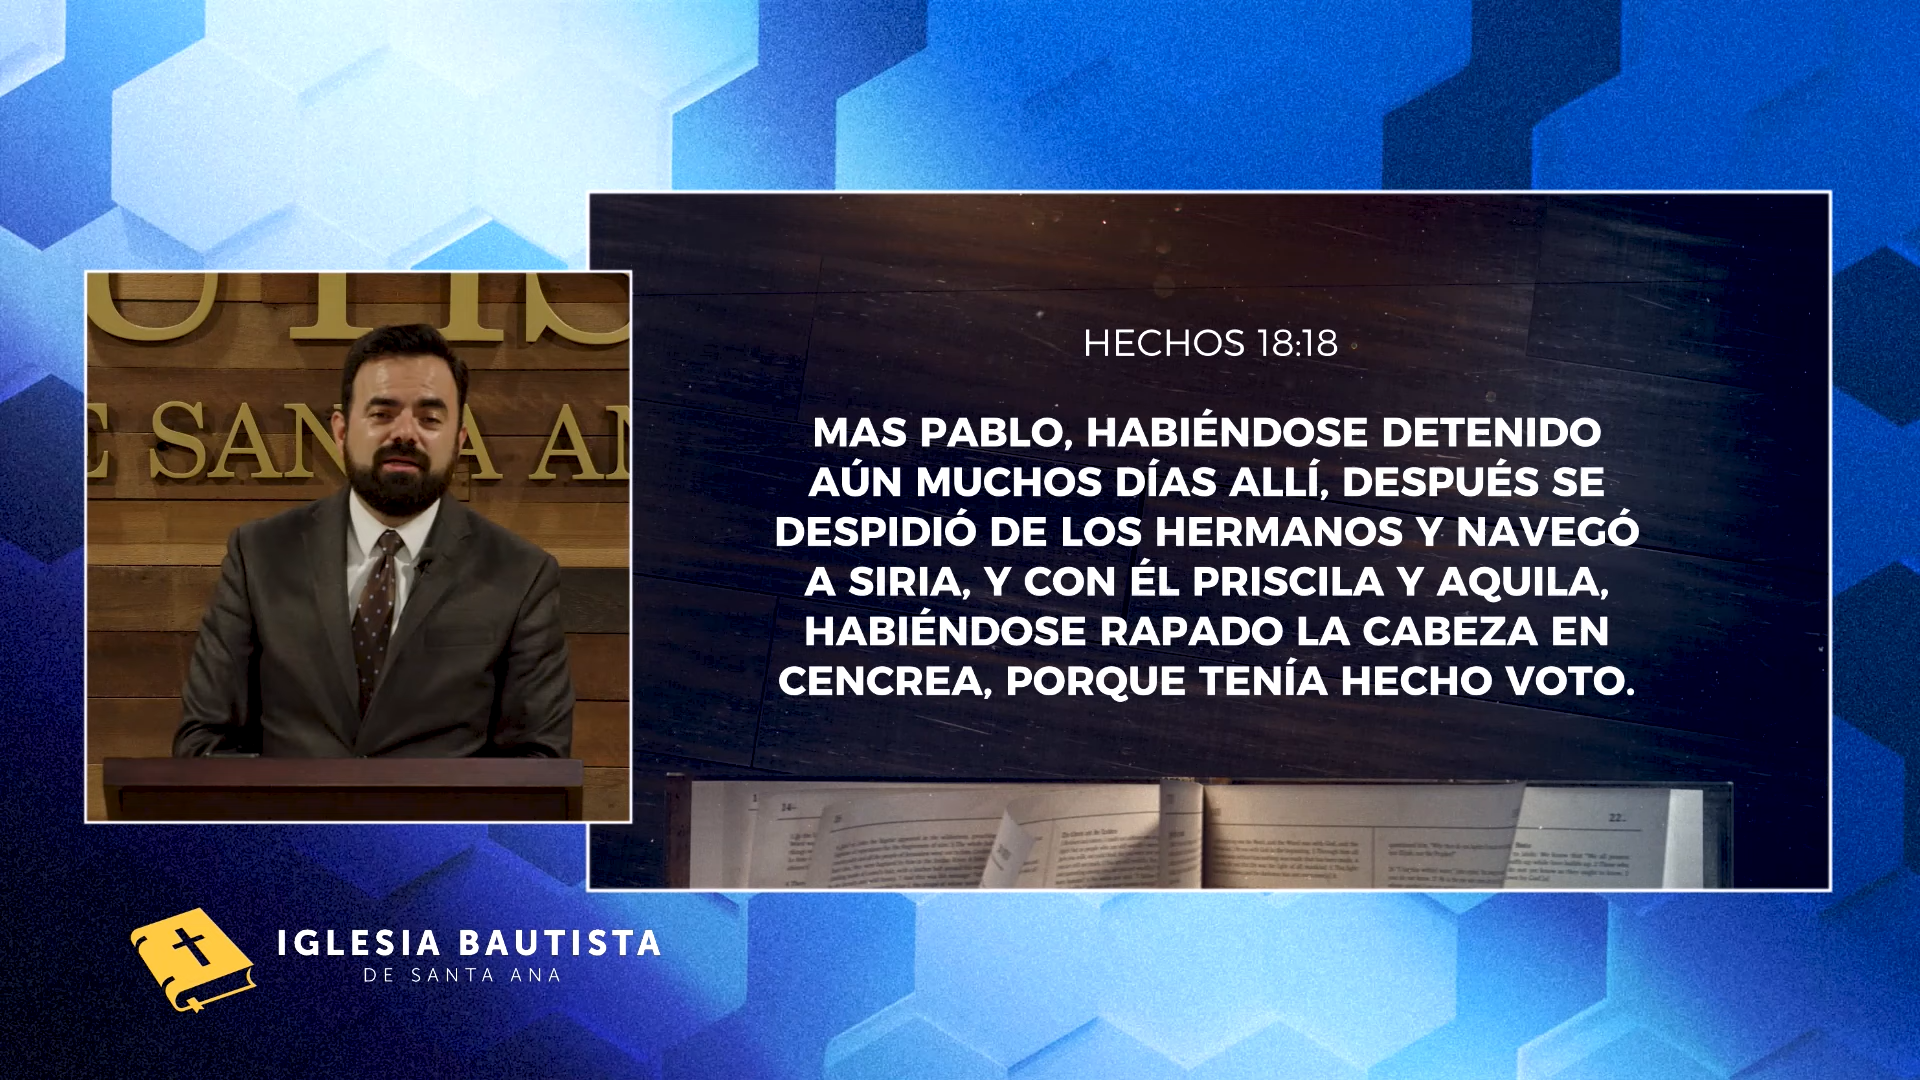 HECHOS 18:18
MAS PABLO, HABIÉNDOSE DETENIDO
AÚN MUCHOS DÍAS ALLÍ, DESPUÉS SE
DESPIDIÓ DE LOS HERMANOS Y NAVEGÓ
A SIRIA, Y CON ÉL PRISCILA Y AQUILA,
HABIÉNDOSE RAPADO LA CABEZA EN
CENCREA, PORQUE TENÍA HECHO VOTO.
22
IGLESIA BAUTISTA
DE SANTA ANA